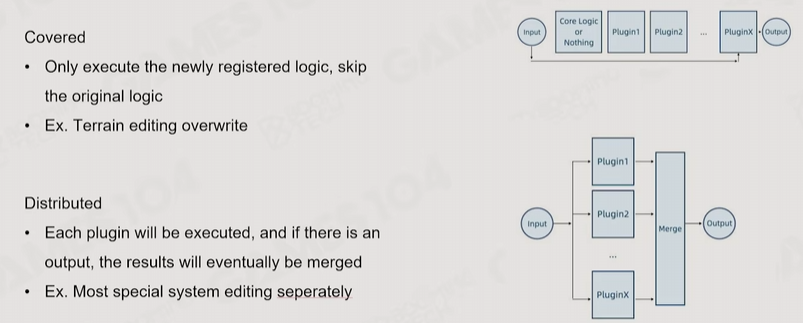 Covered
• Only execute the newly registered logic, skip
the original logic
• Ex. Terrain editing overwrite
Distributed
• Each plugin will be executed, and if there is an
output, the results will eventually be merged
• Ex. Most special system editing seperately
Input
Core Logic
or
Nothing
Plugin1
Plugin2
...
PluginX
Output
Input
Plugin1
Plugin2
...
PluginX
Merge
Output
GAMES104